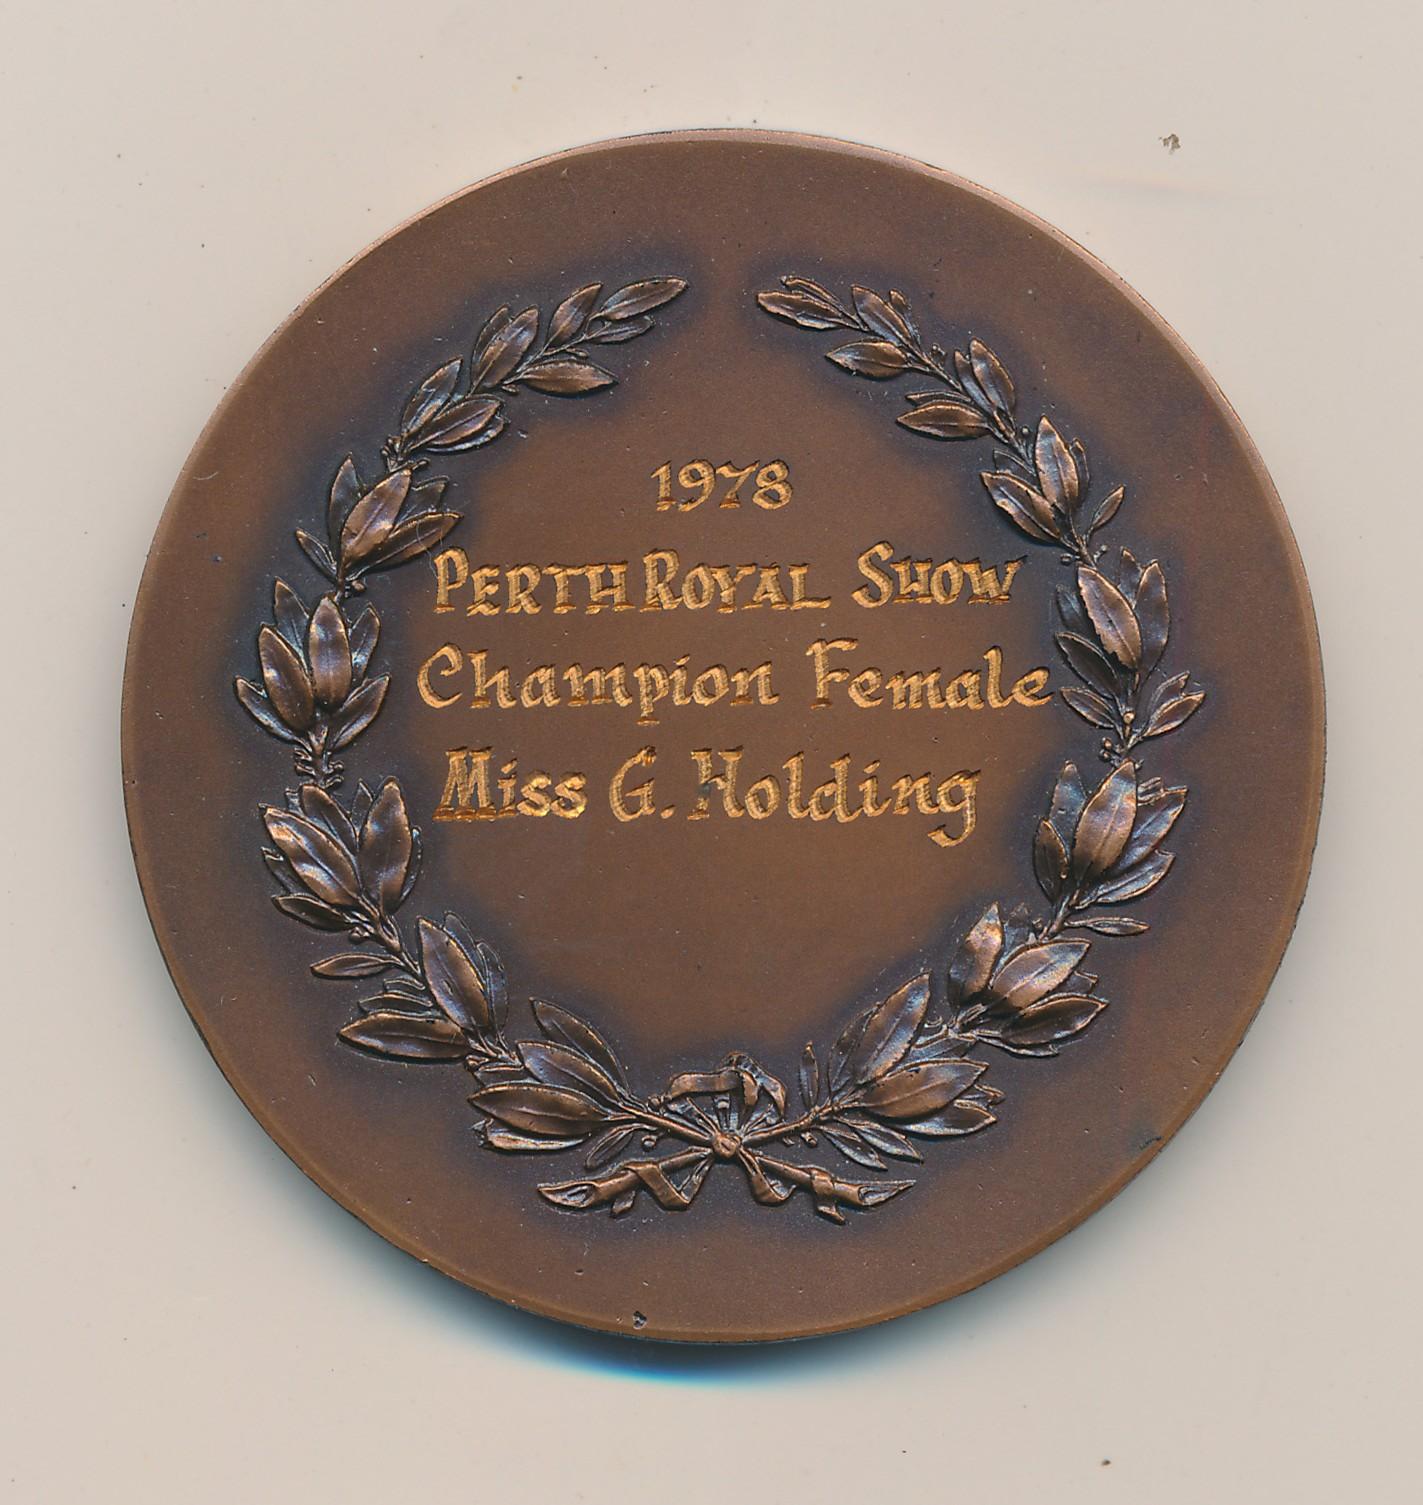 1978
PERTH ROYAL SHOW
Champion Female
Miss G. Holding